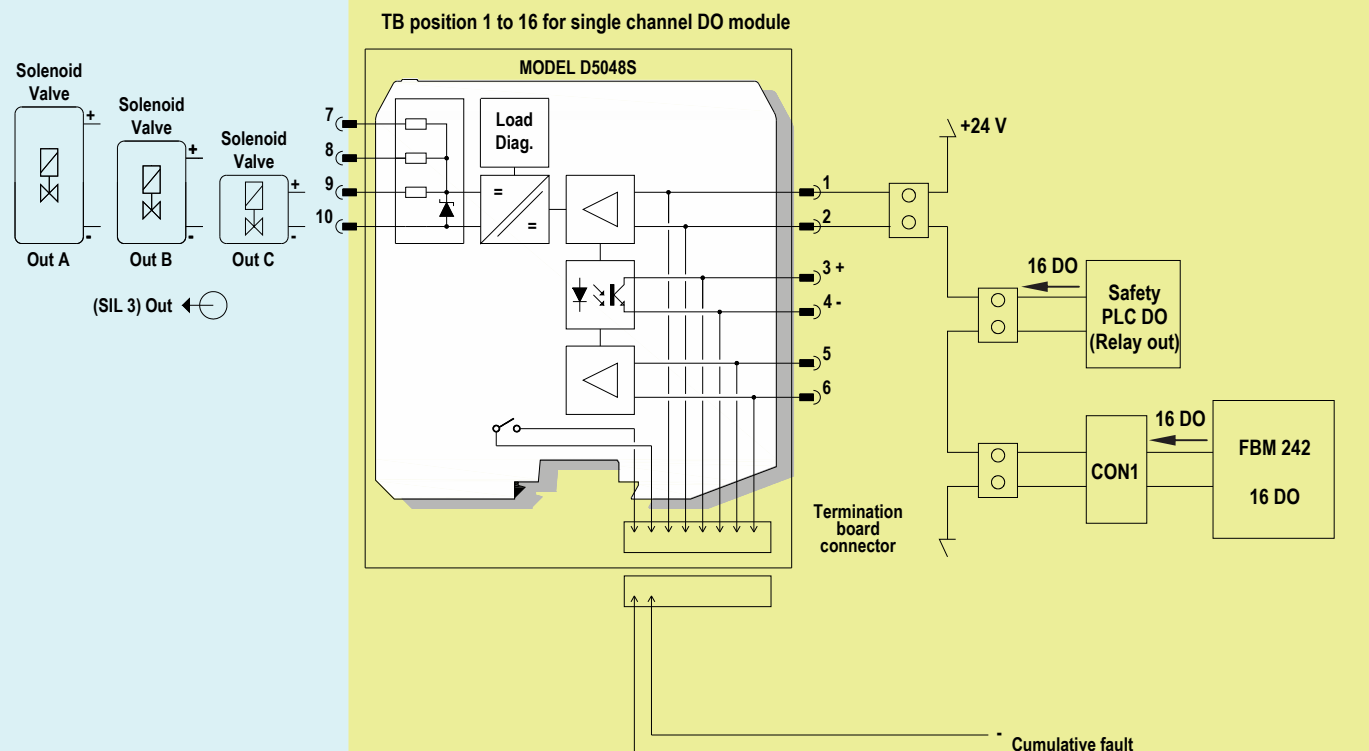 TB position 1 to 16 for single channel DO module
MODEL D5048S
Solenoid
Valve
+
-
Out A
Solenoid
Valve
+
-
Out B
Solenoid
Valve
+
-
Out C
(SIL 3) Out
7
8
9
10
Load
Diag.
=
=
1
2
3 +
4 -
5
6
+24 V
16 DO
Safety
PLC DO
(Relay out)
16 DO
CON1
FBM 242
16 DO
Termination
board
connector
-
Cumulative fault